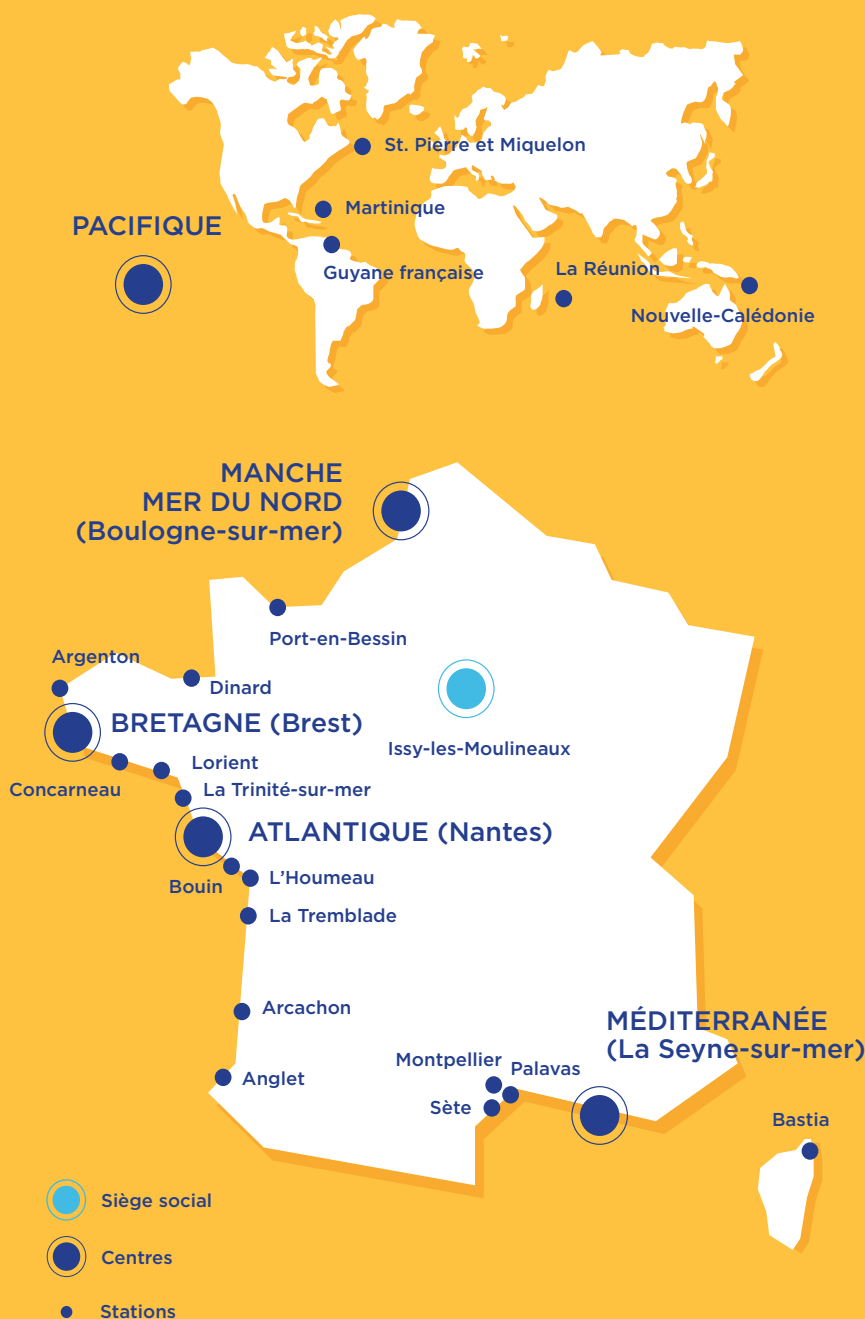 St. Pierre et Miquelon
Martinique
PACIFIQUE
La Réunion
Guyane française
Nouvelle-Calédonie
MANCHE
MER DU NORD
(Boulogne-sur-mer)
Port-en-Bessin
Argenton
Dinard
BRETAGNE (Brest)
Issy-les-Moulineaux
Lorient
Concarneau
La Trinité-sur-mer
ATLANTIQUE (Nantes)
L’Houmeau
Bouin
La Tremblade
Arcachon
MÉDITERRANÉE
(La Seyne-sur-mer)
Montpellier
Palavas
Anglet
Sète
Bastia
Siège social
Centres
Stations